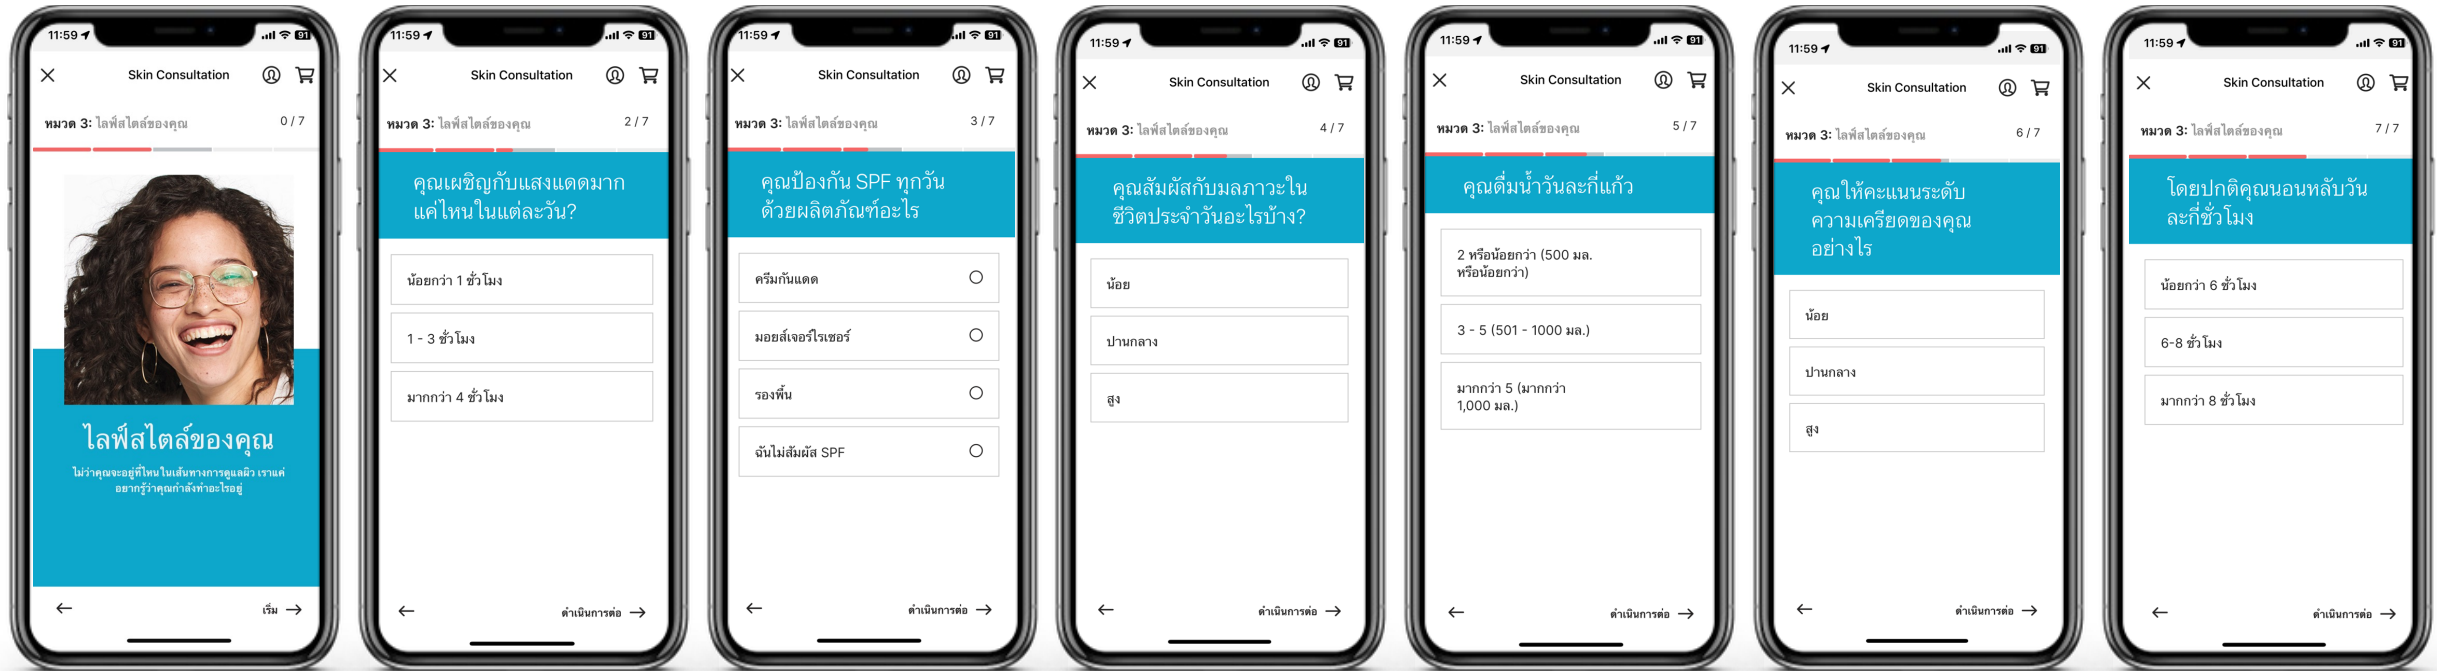 11:59
91
Skin Consultation
หมวด 3: ไลฟ์สไตล์ของคุณ
0 / 7
ไลฟ์สไตล์ของคุณ
ไม่ว่าคุณจะอยู่ที่ไหนในเส้นทางการดูแลผิว เราแค่
อยากรู้ว่าคุณกำลังทำอะไรอยู่
เริ่ม
11:59
91
Skin Consultation
หมวด 3: ไลฟ์สไตล์ของคุณ
2 / 7
คุณเผชิญกับแสงแดดมาก
แค่ไหนในแต่ละวัน?
น้อยกว่า 1 ชั่วโมง
1 - 3 ชั่วโมง
มากกว่า 4 ชั่วโมง
ดำเนินการต่อ
11:59
91
Skin Consultation
หมวด 3: ไลฟ์สไตล์ของคุณ
3 / 7
คุณป้องกัน SPF ทุกวัน
ด้วยผลิตภัณฑ์อะไร
ครีมกันแดด
มอยส์เจอร์ไรเซอร์
รองพื้น
ฉันไม่สัมผัส SPF
ดำเนินการต่อ
11:59
91
Skin Consultation
หมวด 3: ไลฟ์สไตล์ของคุณ
4 / 7
คุณสัมผัสกับมลภาวะใน
ชีวิตประจำวันอะไรบ้าง?
น้อย
ปานกลาง
สูง
ดำเนินการต่อ
11:59
91
Skin Consultation
หมวด 3: ไลฟ์สไตล์ของคุณ
5 / 7
คุณดื่มน้ำวันละกี่แก้ว
2 หรือน้อยกว่า (500 มล.
หรือน้อยกว่า)
3 - 5 (501 - 1000 มล.)
มากกว่า 5 (มากกว่า
1,000 มล.)
ดำเนินการต่อ
11:59
91
Skin Consultation
หมวด 3: ไลฟ์สไตล์ของคุณ
6 / 7
คุณให้คะแนนระดับ
ความเครียดของคุณ
อย่างไร
น้อย
ปานกลาง
สูง
ดำเนินการต่อ
11:59
91
Skin Consultation
หมวด 3: ไลฟ์สไตล์ของคุณ
7 / 7
โดยปกติคุณนอนหลับวัน
ละกี่ชั่วโมง
น้อยกว่า 6 ชั่วโมง
6-8 ชั่วโมง
มากกว่า 8 ชั่วโมง
ดำเนินการต่อ